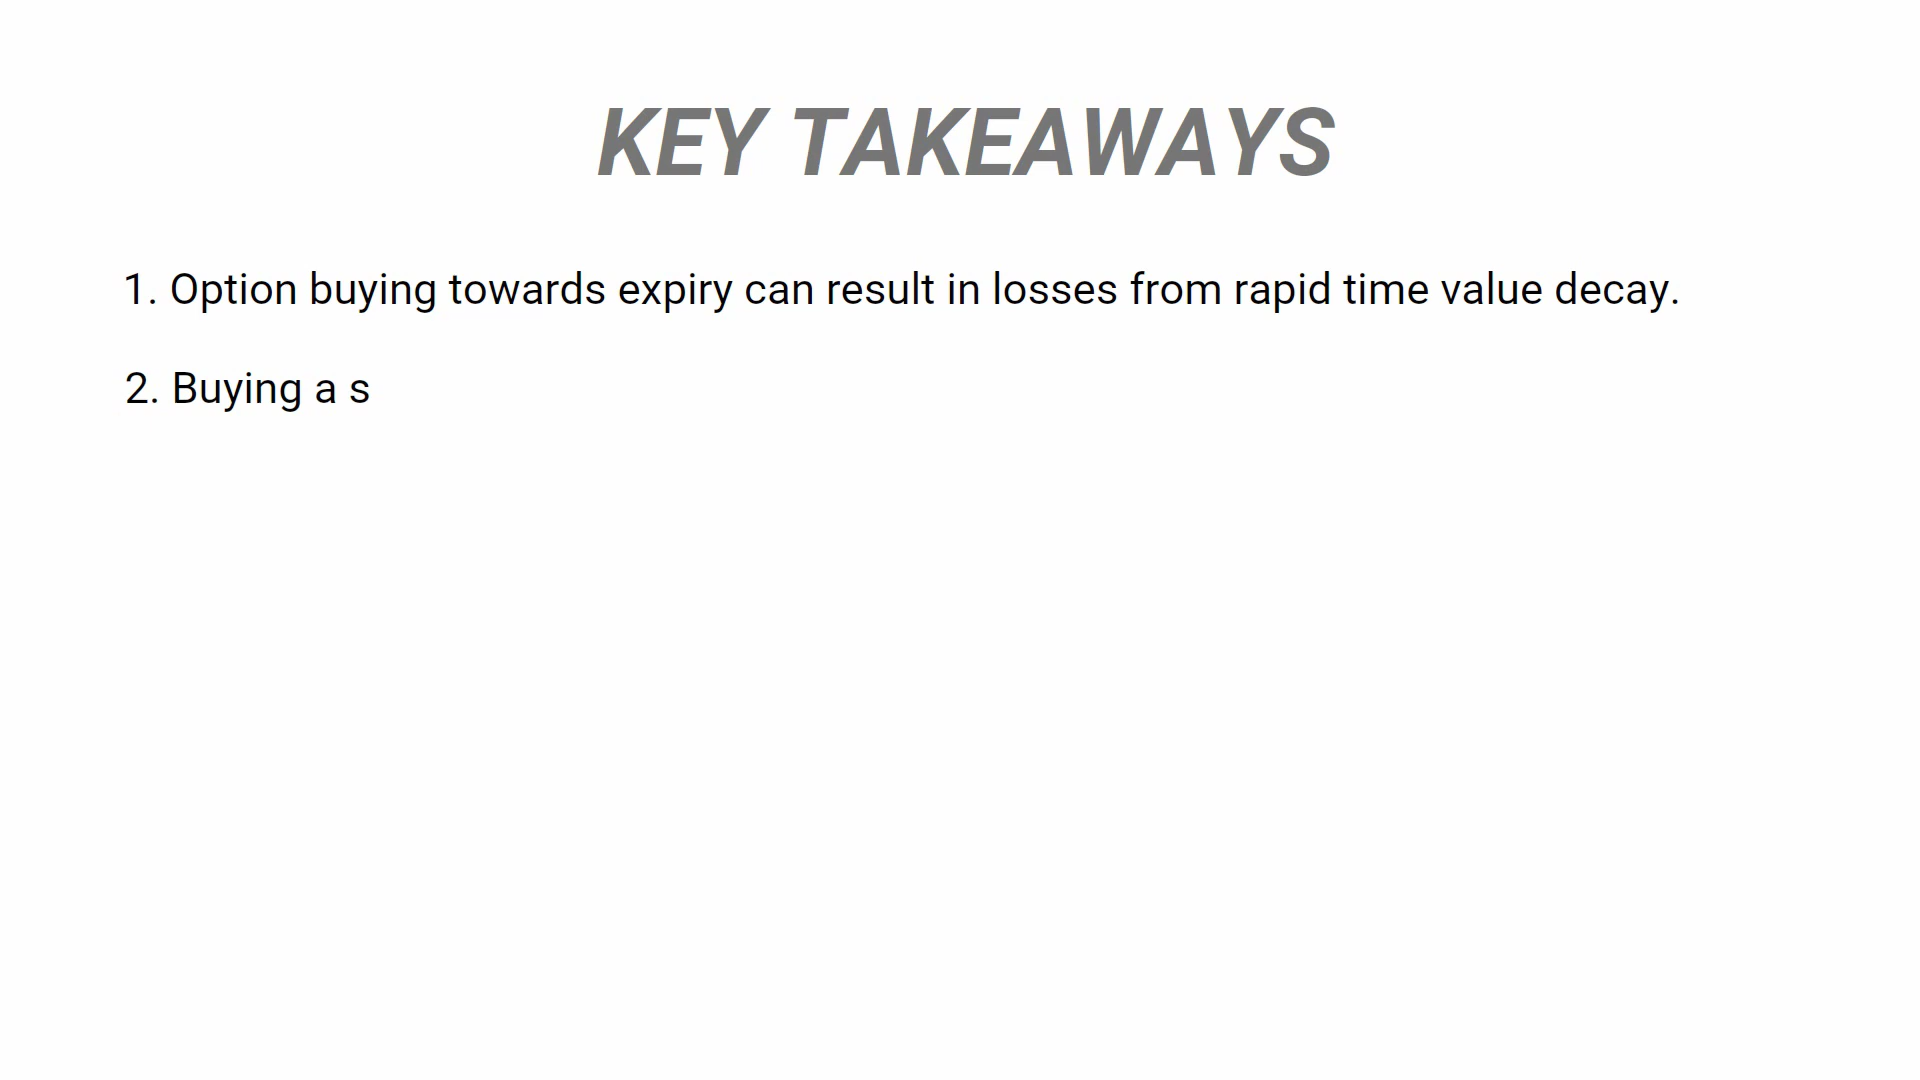 KEY TAKEAWAYS
1. Option buying towards expiry can result in losses from rapid time value decay.
2. Buying a s